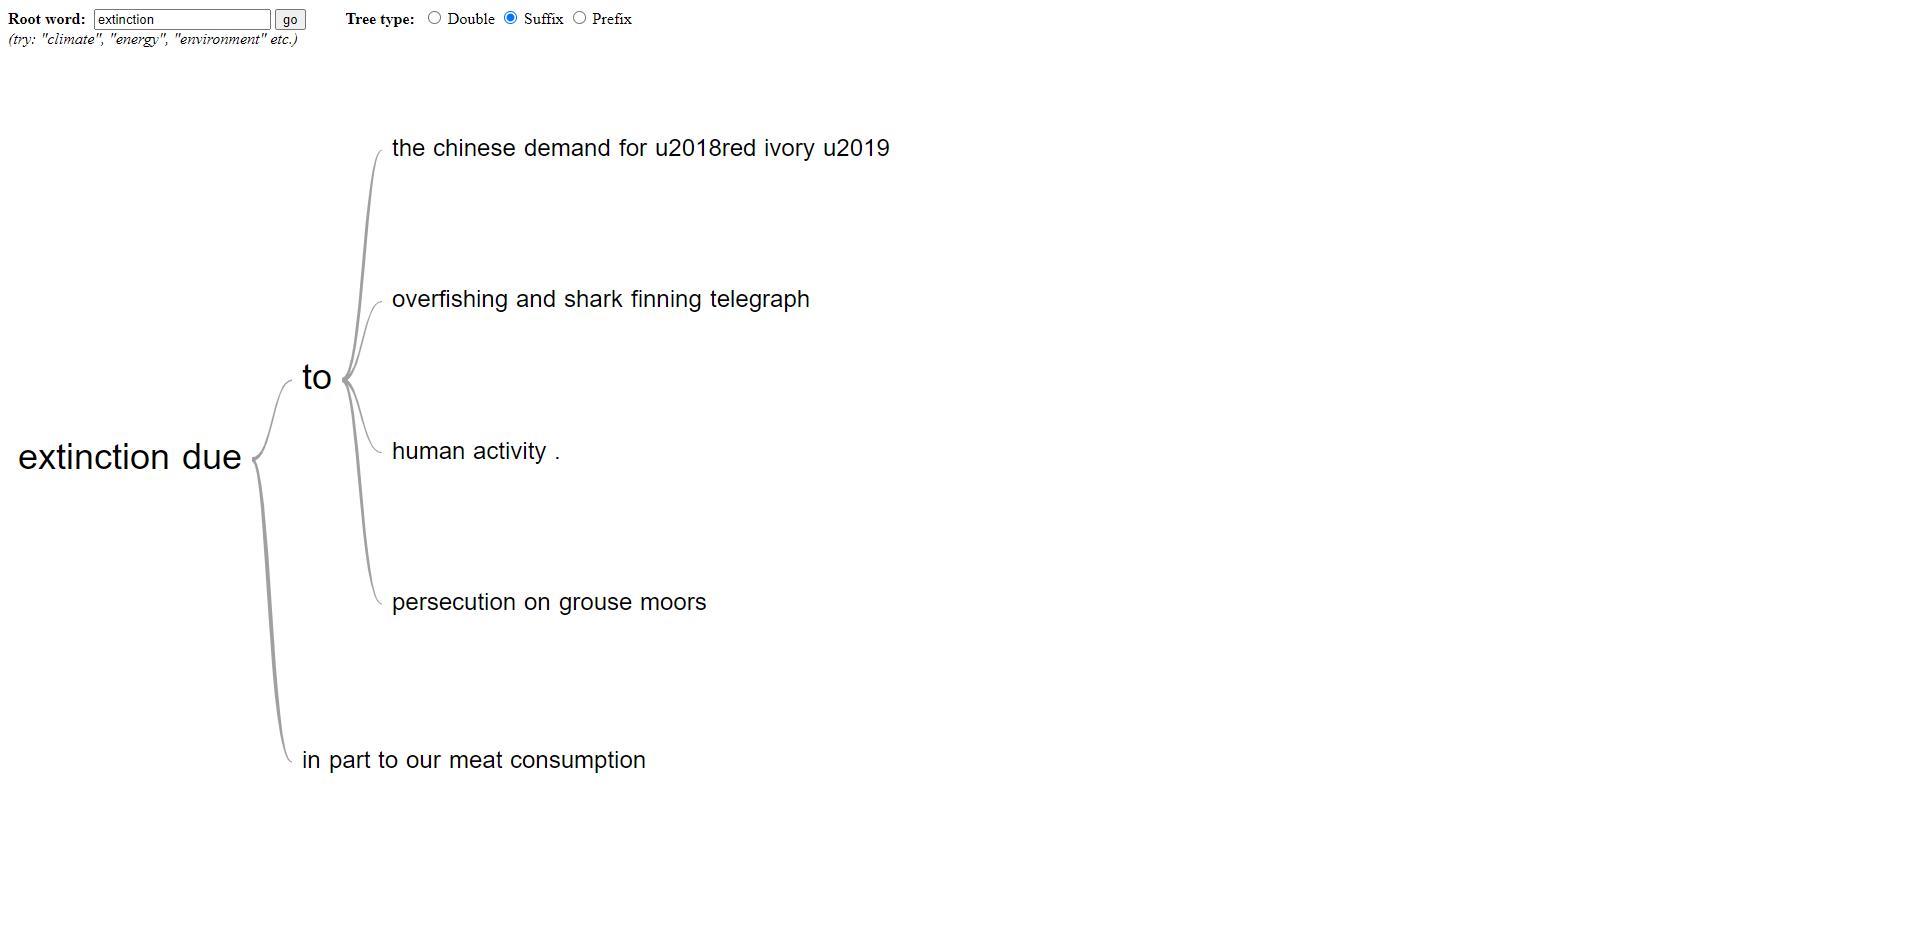 Root word: extinction go Tree type: Double Suffix Prefix
(try: "climate", "energy", "environment" etc.)
the chinese demand for u2018red ivory u2019
overfishing and shark finning telegraph
to
human activity .
extinction due
persecution on grouse moors
in part to our meat consumption